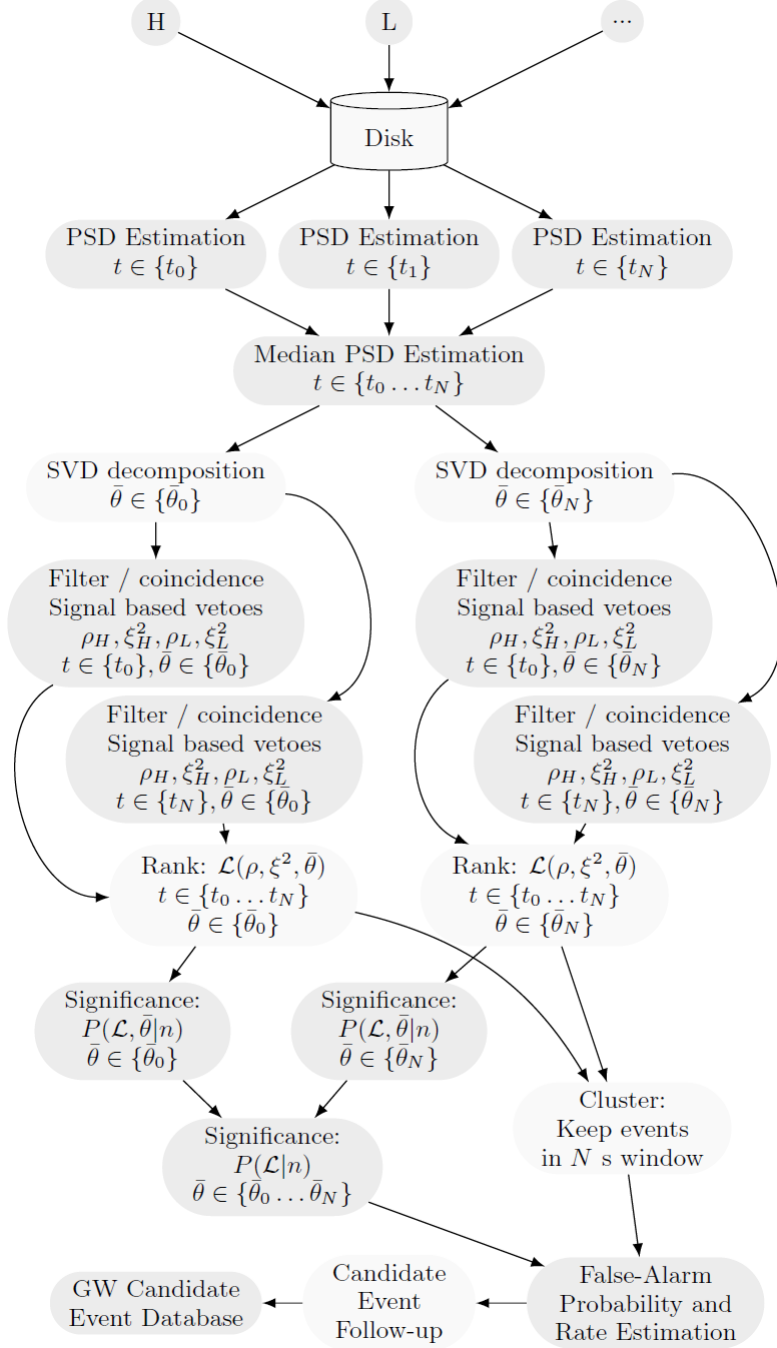 H
L
...
Disk
PSD Estimation
t ∈ {t₀}
PSD Estimation
t ∈ {t₁}
PSD Estimation
t ∈ {t_N}
Median PSD Estimation
t ∈ {t₀ … t_N}
SVD decomposition
θ̄ ∈ {θ̄₀}
SVD decomposition
θ̄ ∈ {θ̄_N}
Filter / coincidence
Signal based vetoes
ρ_H, ξ²_H, ρ_L, ξ²_L
t ∈ {t₀}, θ̄ ∈ {θ̄₀}
Filter / coincidence
Signal based vetoes
ρ_H, ξ²_H, ρ_L, ξ²_L
t ∈ {t₀}, θ̄ ∈ {θ̄_N}
Filter / coincidence
Signal based vetoes
ρ_H, ξ²_H, ρ_L, ξ²_L
t ∈ {t_N}, θ̄ ∈ {θ̄₀}
Filter / coincidence
Signal based vetoes
ρ_H, ξ²_H, ρ_L, ξ²_L
t ∈ {t_N}, θ̄ ∈ {θ̄_N}
Rank: ℒ(ρ, ξ², θ̄)
t ∈ {t₀ … t_N}
θ̄ ∈ {θ̄₀}
Rank: ℒ(ρ, ξ², θ̄)
t ∈ {t₀ … t_N}
θ̄ ∈ {θ̄_N}
Significance:
P(ℒ, θ̄|n)
θ̄ ∈ {θ̄₀}
Significance:
P(ℒ, θ̄|n)
θ̄ ∈ {θ̄_N}
Cluster:
Keep events
in N s window
Significance:
P(ℒ|n)
θ̄ ∈ {θ̄₀ … θ̄_N}
GW Candidate
Event Database
Candidate
Event
Follow-up
False-Alarm
Probability and
Rate Estimation